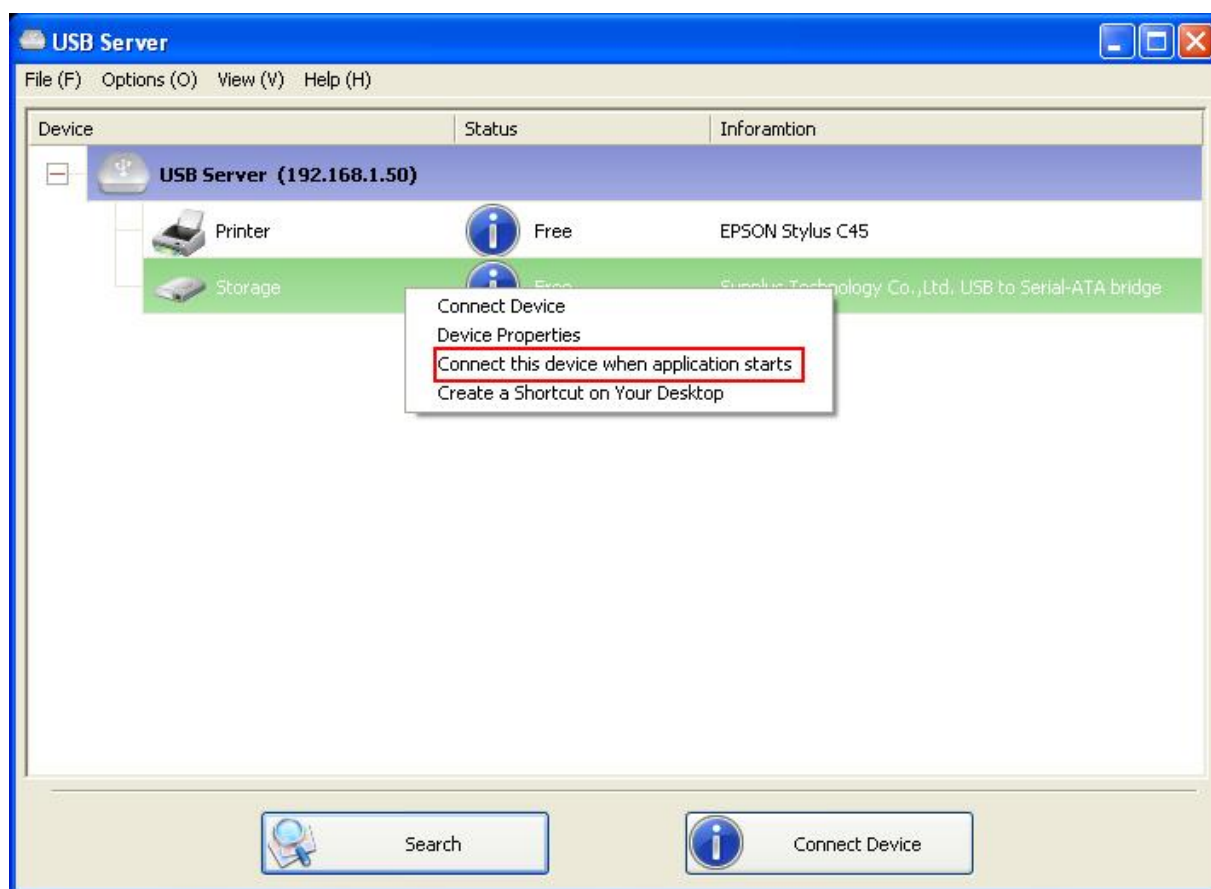 USB Server
File (F) Options (O) View (V) Help (H)
Device Status Inforamtion
USB Server (192.168.1.50)
Printer Free EPSON Stylus C45
Storage Free Sunplus Technology Co.,Ltd. USB to Serial-ATA bridge
Connect Device
Device Properties
Connect this device when application starts
Create a Shortcut on Your Desktop
Search Connect Device